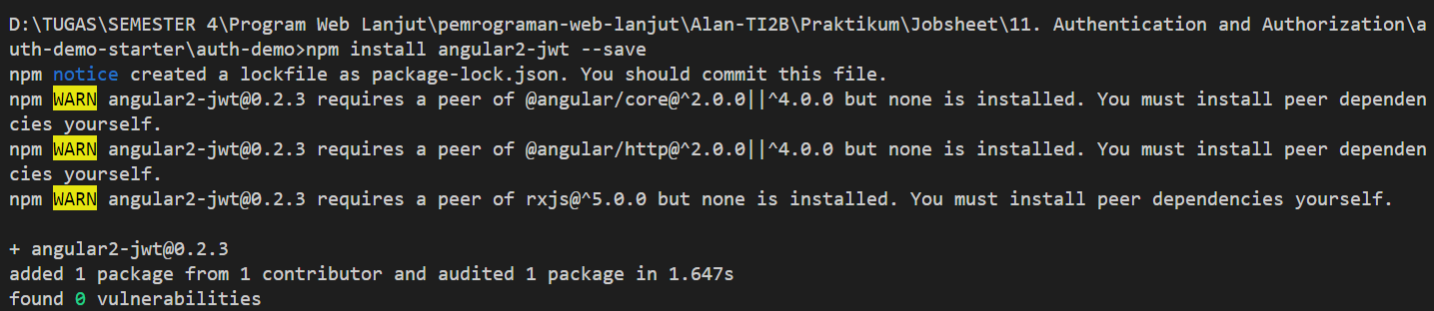 D:\TUGAS\SEMESTER 4\Program Web Lanjut\pemrograman-web-lanjut\Alan-TI2B\Praktikum\Jobsheet\11. Authentication and Authorization\a
uth-demo-starter\auth-demo>npm install angular2-jwt --save
npm notice created a lockfile as package-lock.json. You should commit this file.
npm WARN angular2-jwt@0.2.3 requires a peer of @angular/core@^2.0.0||^4.0.0 but none is installed. You must install peer dependen
cies yourself.
npm WARN angular2-jwt@0.2.3 requires a peer of @angular/http@^2.0.0||^4.0.0 but none is installed. You must install peer dependen
cies yourself.
npm WARN angular2-jwt@0.2.3 requires a peer of rxjs@^5.0.0 but none is installed. You must install peer dependencies yourself.

+ angular2-jwt@0.2.3
added 1 package from 1 contributor and audited 1 package in 1.647s
found 0 vulnerabilities